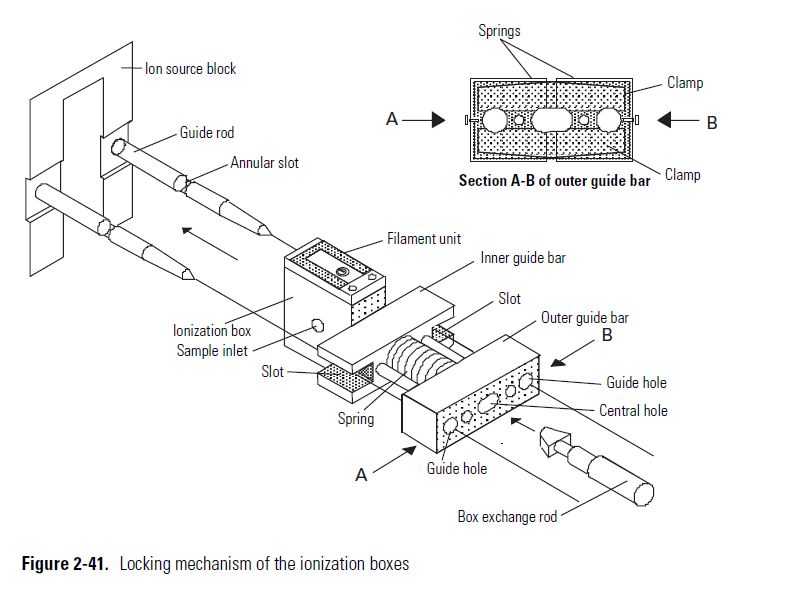 Springs
Ion source block
Clamp
Guide rod
A
B
Annular slot
Clamp
Section A-B of outer guide bar
Filament unit
Inner guide bar
Slot
Outer guide bar
B
Ionization box
Sample inlet
Slot
Guide hole
Central hole
Spring
A
Guide hole
Box exchange rod
Figure 2-41. Locking mechanism of the ionization boxes